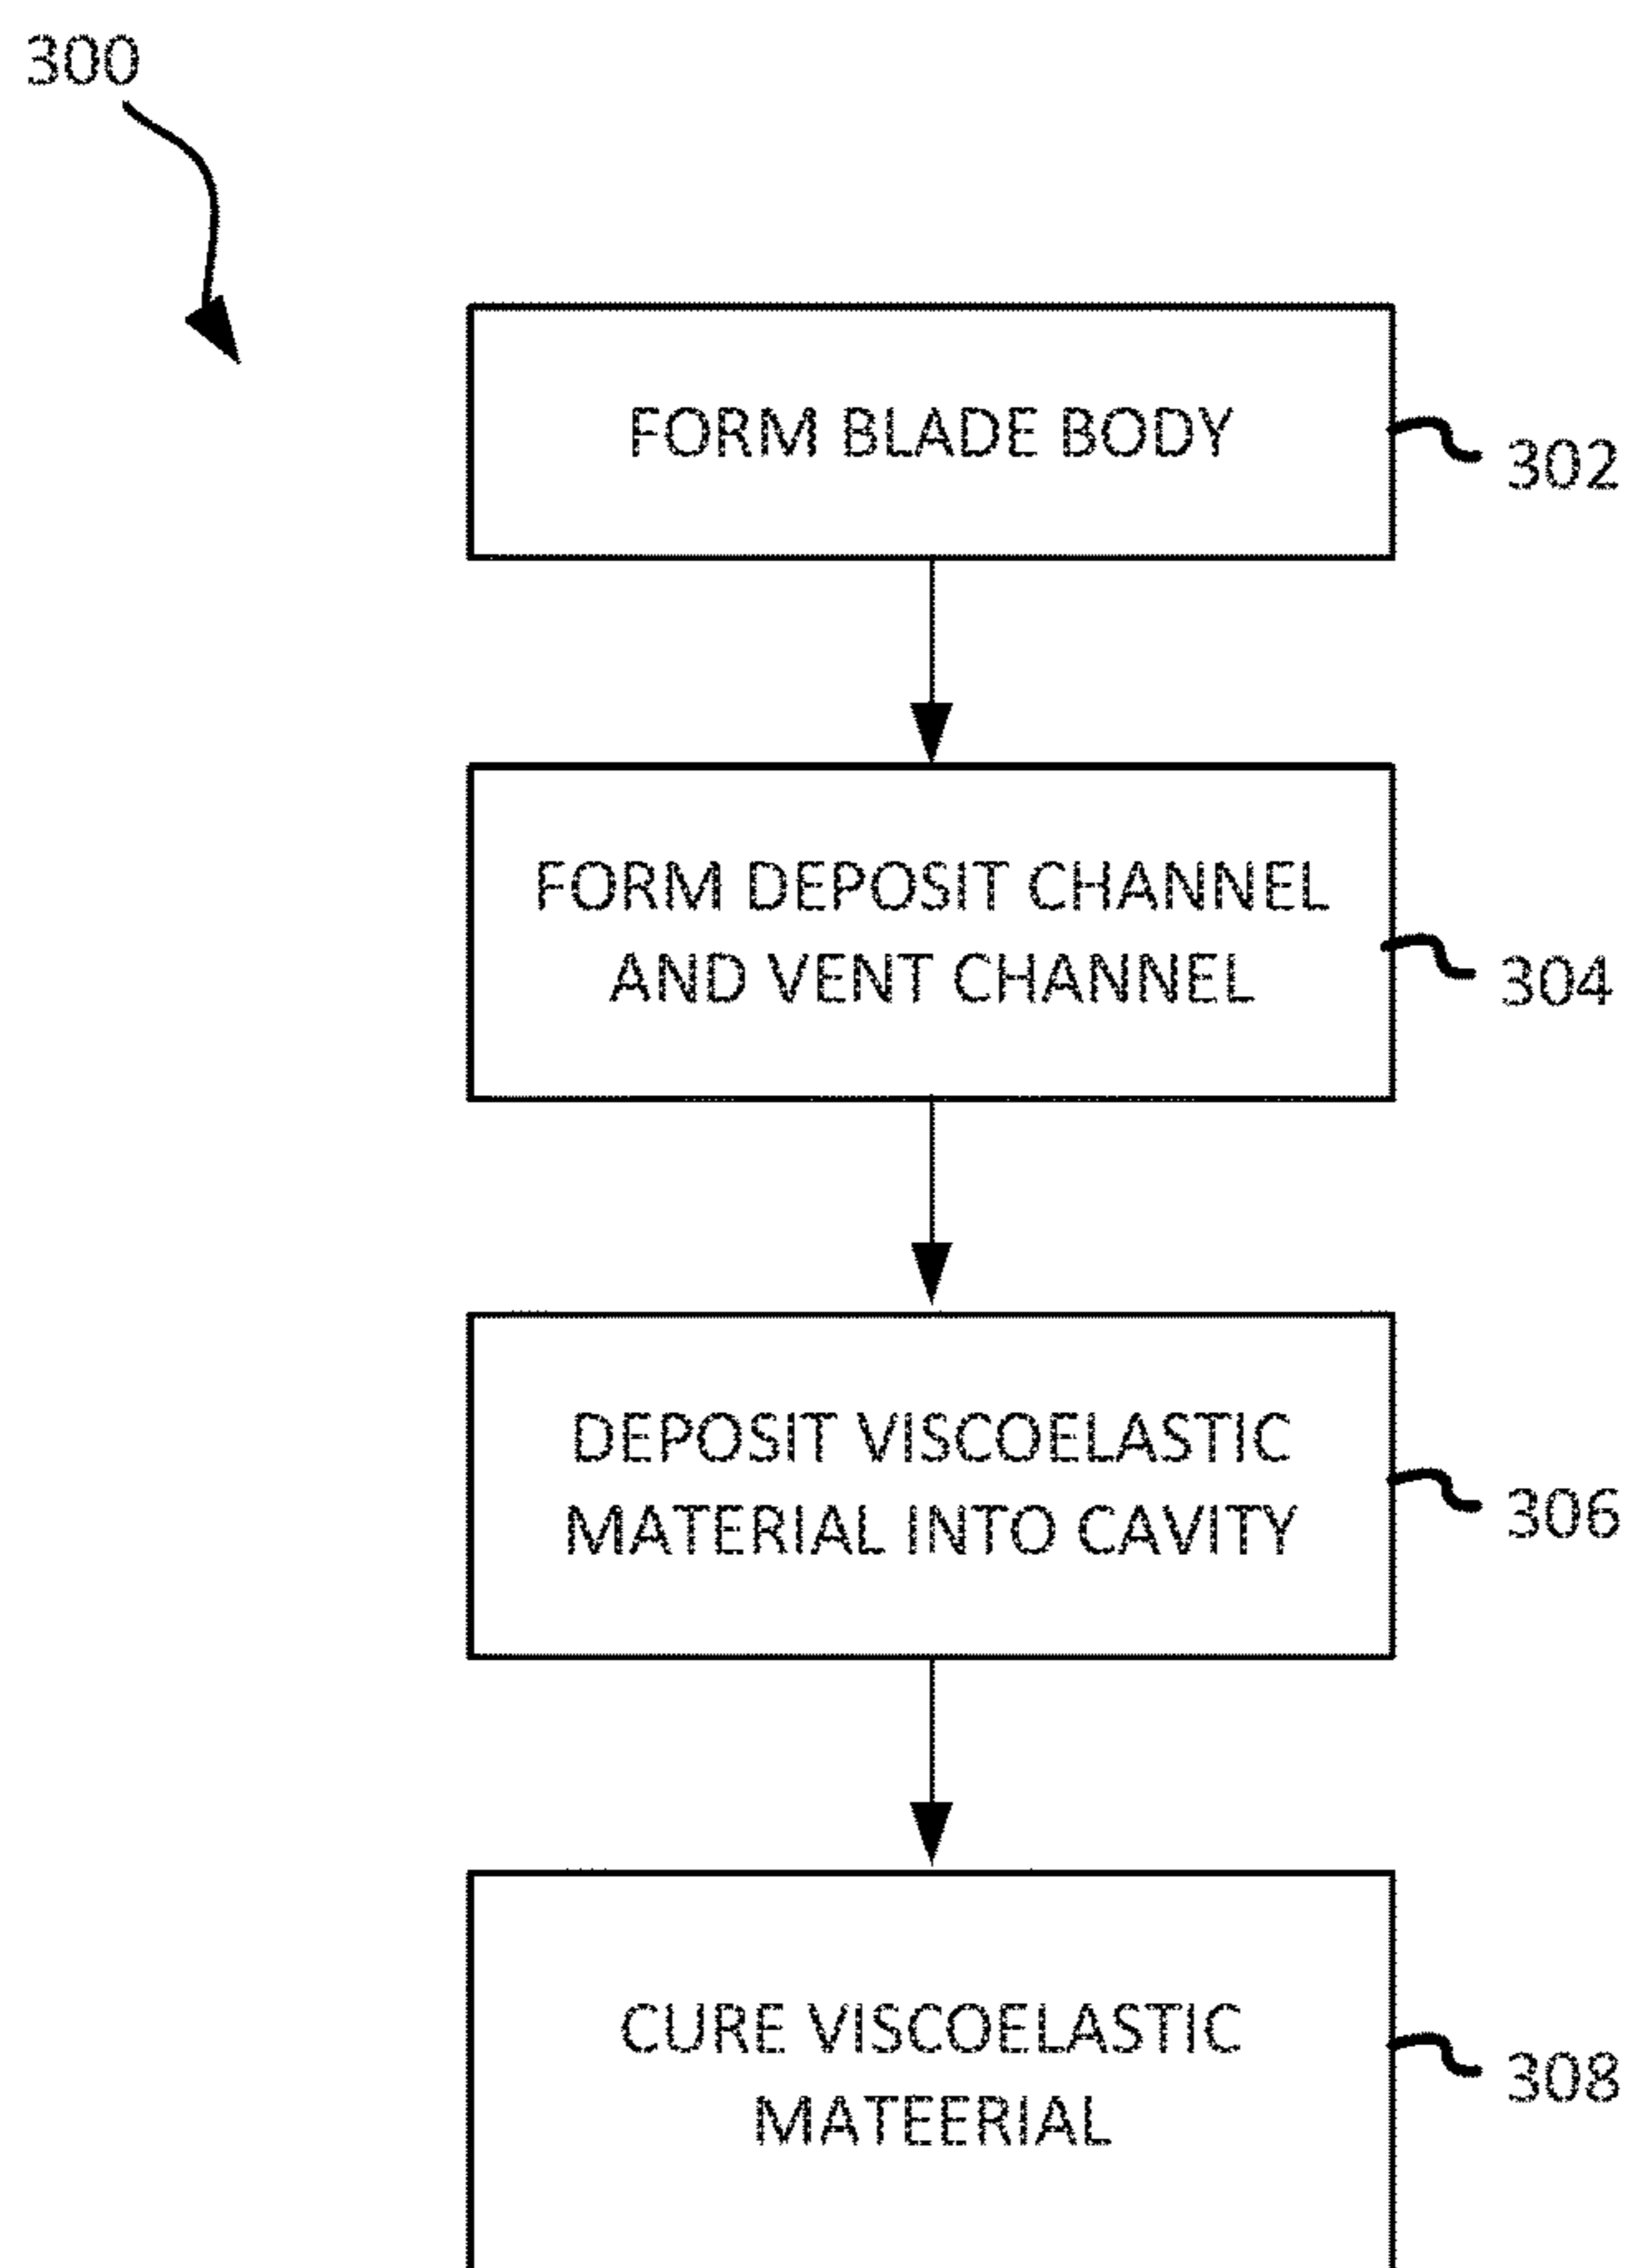 300
FORM BLADE BODY
302
FORM DEPOSIT CHANNEL
AND VENT CHANNEL
304
DEPOSIT VISCOELASTIC
MATERIAL INTO CAVITY
306
CURE VISCOELASTIC
MATEERIAL
308